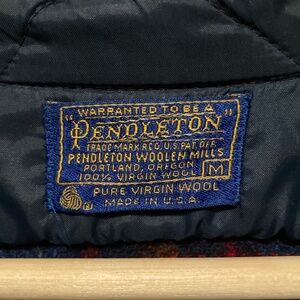 WARRANTED TO BE A
"PENDLETON"
TRADE MARK REG. U.S. PAT. OFF.
PENDLETON WOOLEN MILLS
PORTLAND, OREGON
100% VIRGIN WOOL
M
PURE VIRGIN WOOL
MADE IN U.S.A.